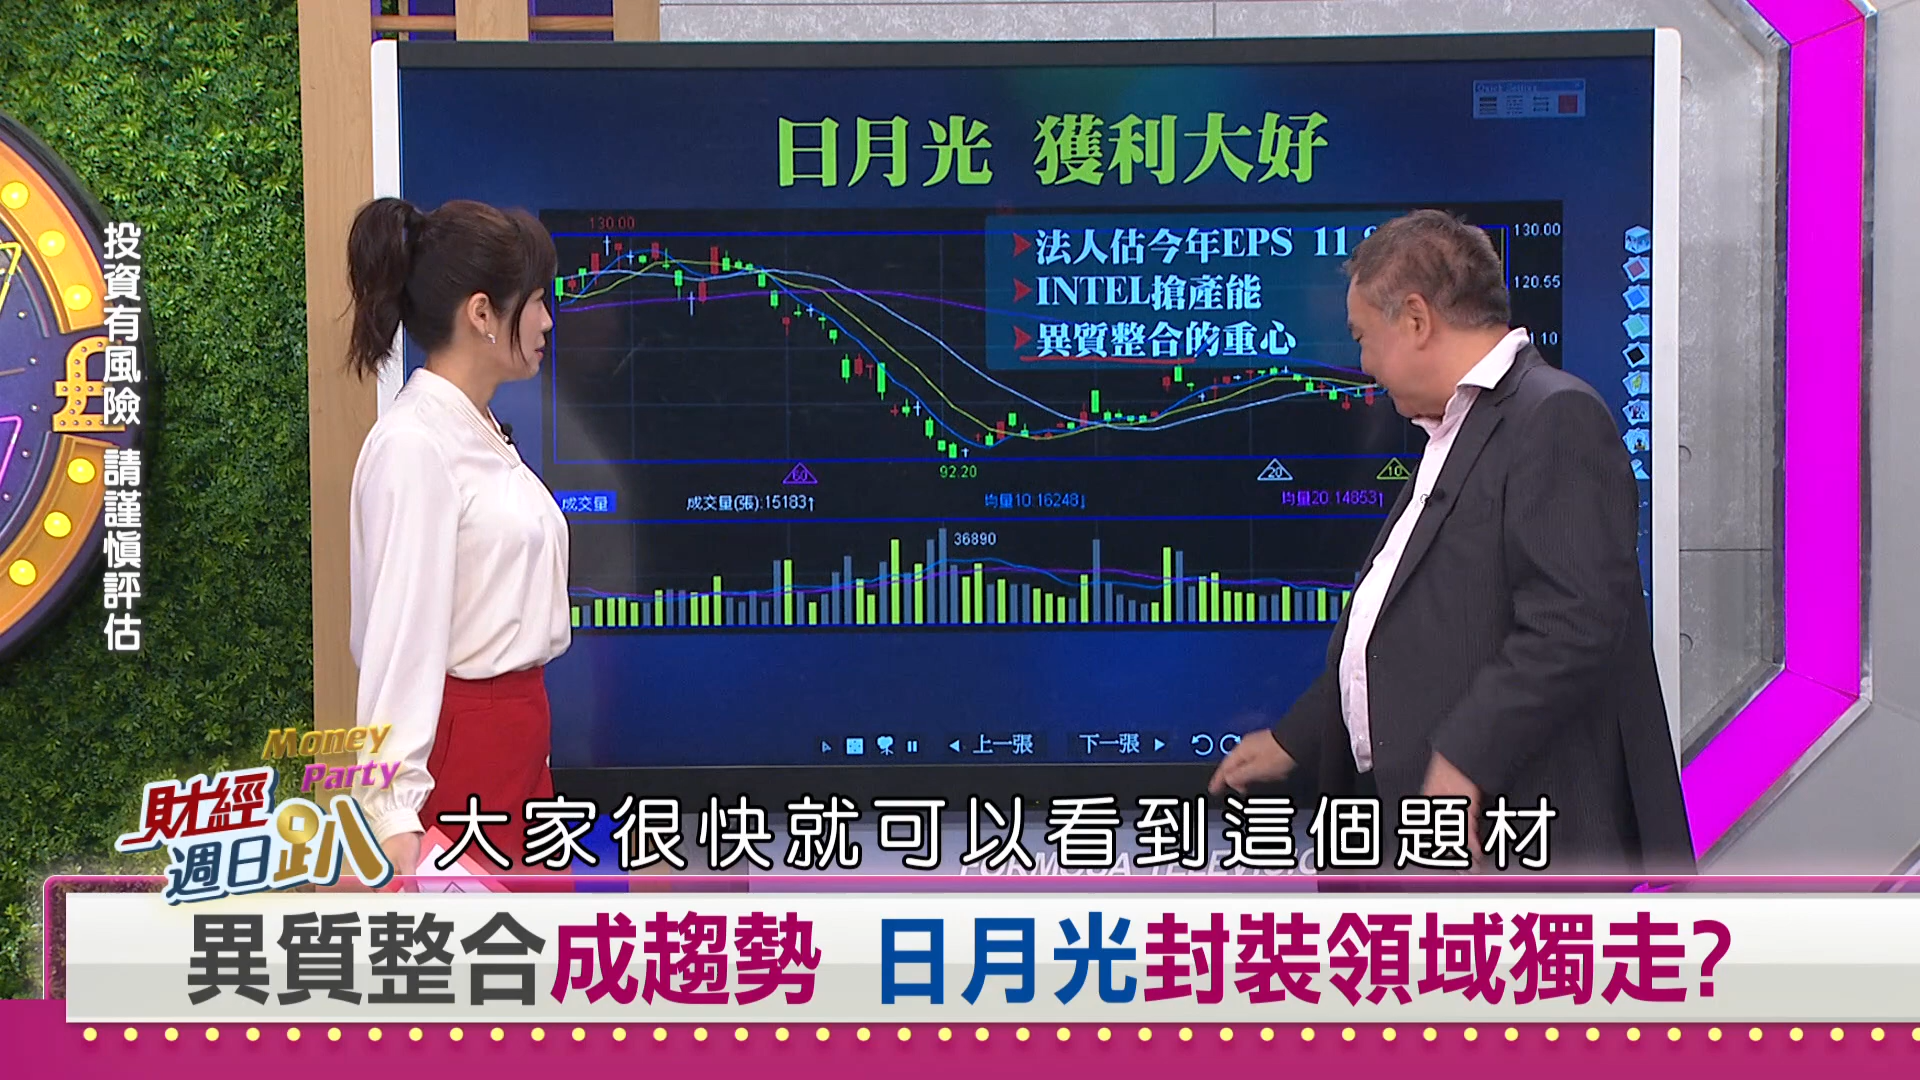 日月光 獲利大好
130.00
法人估今年EPS 11.
INTEL搶產能
異質整合的重心
130.00
120.55
92.20
60
20
10
成交量
成交量(張):15183↑
均量10:16248↓
均量20:14853↑
36890
上一張
下一張
投資有風險 請謹慎評估
Money Party
財經週日趴
大家很快就可以看到這個題材
FORMOSA TELEVISION
異質整合成趨勢 日月光封裝領域獨走?